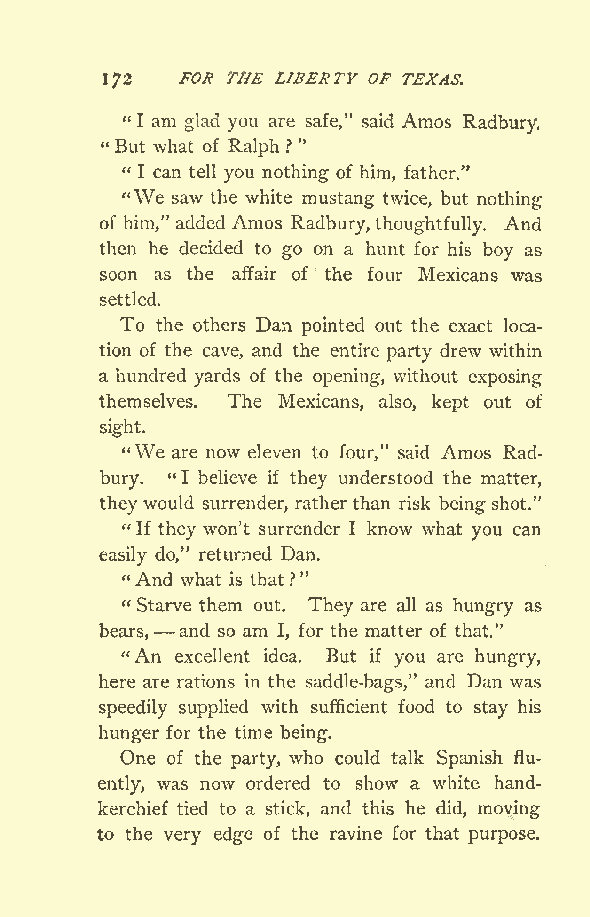 172 FOR THE LIBERTY OF TEXAS.
"I am glad you are safe," said Amos Radbury.
"But what of Ralph?"
"I can tell you nothing of him, father."
"We saw the white mustang twice, but nothing
of him," added Amos Radbury, thoughtfully. And
then he decided to go on a hunt for his boy as
soon as the affair of the four Mexicans was
settled.
To the others Dan pointed out the exact loca-
tion of the cave, and the entire party drew within
a hundred yards of the opening, without exposing
themselves. The Mexicans, also, kept out of
sight.
"We are now eleven to four," said Amos Rad-
bury. "I believe if they understood the matter,
they would surrender, rather than risk being shot."
"If they won't surrender I know what you can
easily do," returned Dan.
"And what is that?"
"Starve them out. They are all as hungry as
bears, — and so am I, for the matter of that."
"An excellent idea. But if you are hungry,
here are rations in the saddle-bags," and Dan was
speedily supplied with sufficient food to stay his
hunger for the time being.
One of the party, who could talk Spanish flu-
ently, was now ordered to show a white hand-
kerchief tied to a stick, and this he did, moving
to the very edge of the ravine for that purpose.